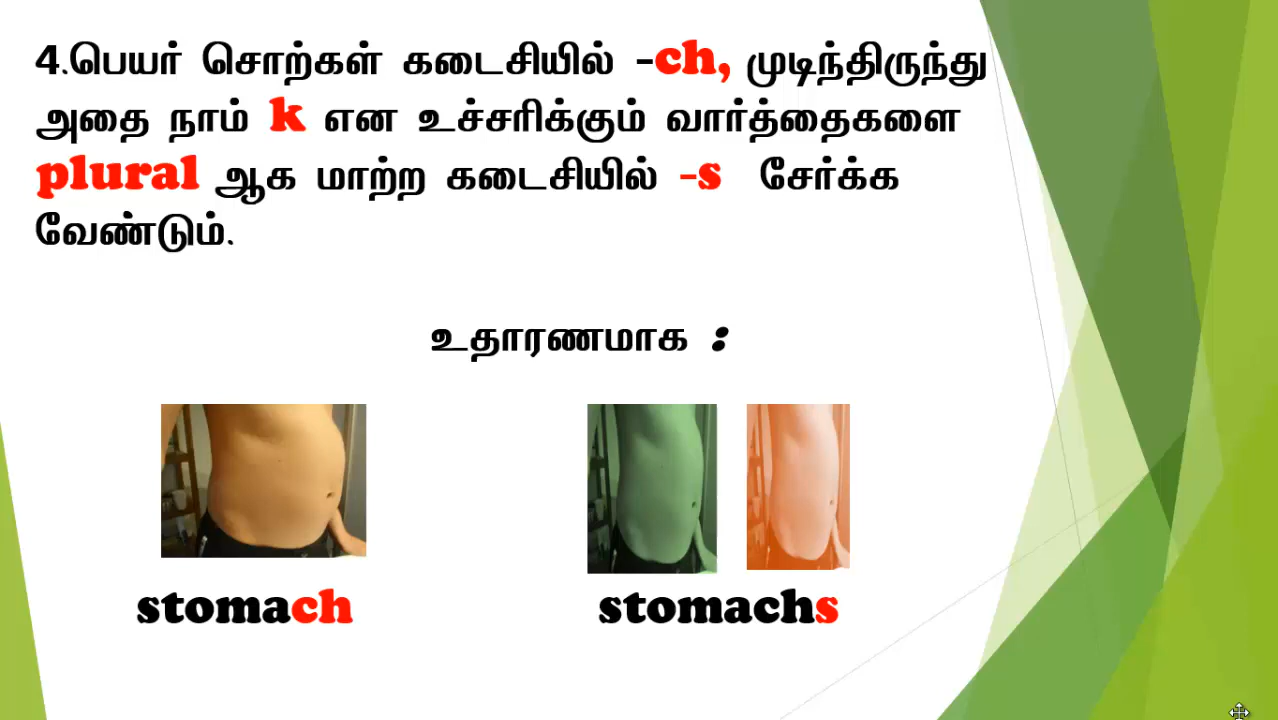 4.பெயர் சொற்கள் கடைசியில் -ch, முடிந்திருந்து
அதை நாம் k என உச்சரிக்கும் வார்த்தைகளை
plural ஆக மாற்ற கடைசியில் -s சேர்க்க
வேண்டும்.
உதாரணமாக :
stomach stomachs